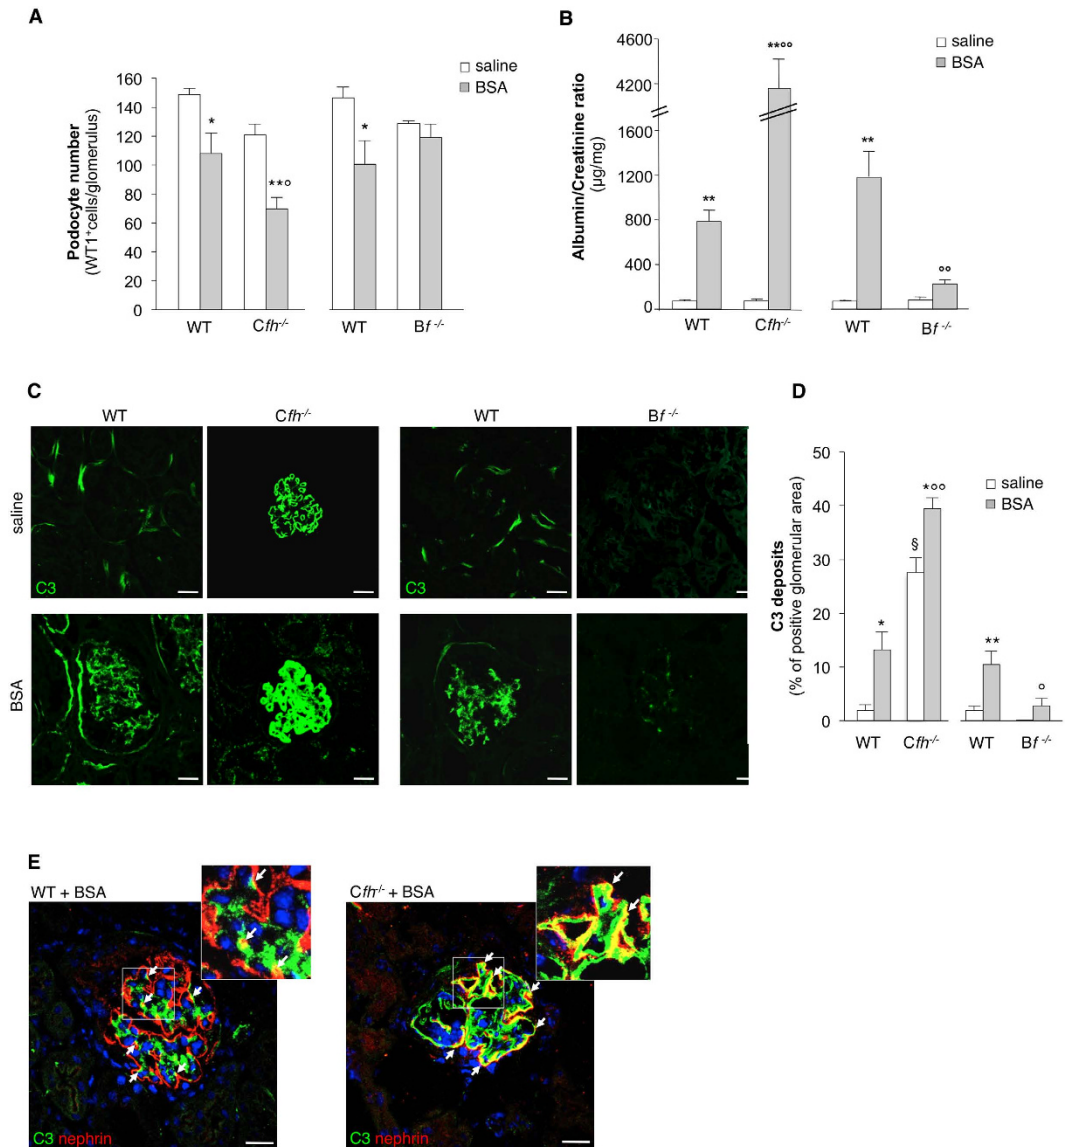 A
saline
BSA
Podocyte number
(WT1⁺cells/glomerulus)
160
140
120
100
80
60
40
20
0
*
**°
*
WT
Cfh-/-
WT
Bf -/-
B
saline
BSA
Albumin/Creatinine ratio
(µg/mg)
4600
4200
1600
1200
800
400
0
**
**°°
**
°°
WT
Cfh-/-
WT
Bf -/-
C
WT
Cfh-/-
WT
Bf -/-
saline
C3
BSA
D
saline
BSA
C3 deposits
(% of positive glomerular area)
50
40
30
20
10
0
*
§
*°°
**
°
WT
Cfh-/-
WT
Bf -/-
E
WT + BSA
Cfh-/- + BSA
C3 nephrin
C3 nephrin